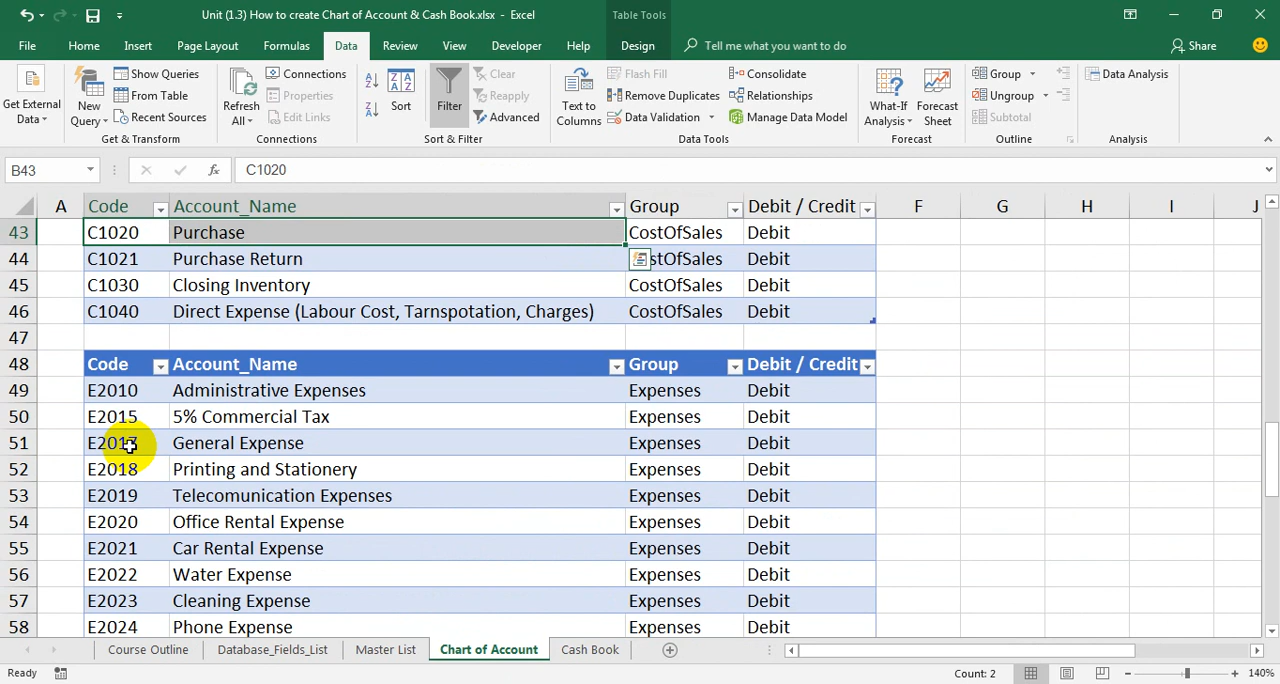 Unit (1.3) How to create Chart of Account & Cash Book.xlsx - Excel
Table Tools
File Home Insert Page Layout Formulas Data Review View Developer Help Design Tell me what you want to do Share
Get External Data
New Query
Show Queries
From Table
Recent Sources
Get & Transform
Refresh All
Connections
Properties
Edit Links
Connections
Sort
Filter
Clear
Reapply
Advanced
Sort & Filter
Text to Columns
Flash Fill
Remove Duplicates
Data Validation
Consolidate
Relationships
Manage Data Model
Data Tools
What-If Analysis
Forecast Sheet
Forecast
Group
Ungroup
Subtotal
Outline
Data Analysis
Analysis
B43 fx C1020
A Code Account_Name Group Debit / Credit F G H I J
43 C1020 Purchase CostOfSales Debit
44 C1021 Purchase Return stOfSales Debit
45 C1030 Closing Inventory CostOfSales Debit
46 C1040 Direct Expense (Labour Cost, Tarnspotation, Charges) CostOfSales Debit
47
48 Code Account_Name Group Debit / Credit
49 E2010 Administrative Expenses Expenses Debit
50 E2015 5% Commercial Tax Expenses Debit
51 E2017 General Expense Expenses Debit
52 E2018 Printing and Stationery Expenses Debit
53 E2019 Telecomunication Expenses Expenses Debit
54 E2020 Office Rental Expense Expenses Debit
55 E2021 Car Rental Expense Expenses Debit
56 E2022 Water Expense Expenses Debit
57 E2023 Cleaning Expense Expenses Debit
58 E2024 Phone Expense Expenses Debit
Course Outline Database_Fields_List Master List Chart of Account Cash Book
Ready Count: 2 140%